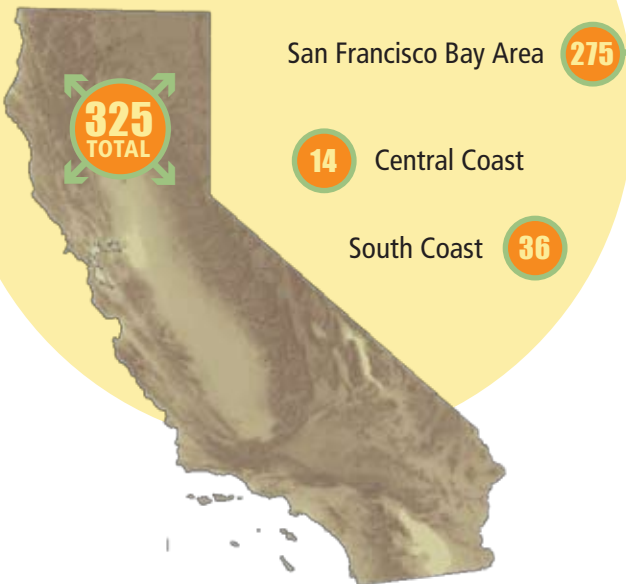 San Francisco Bay Area 275
325
TOTAL
14 Central Coast
South Coast 36